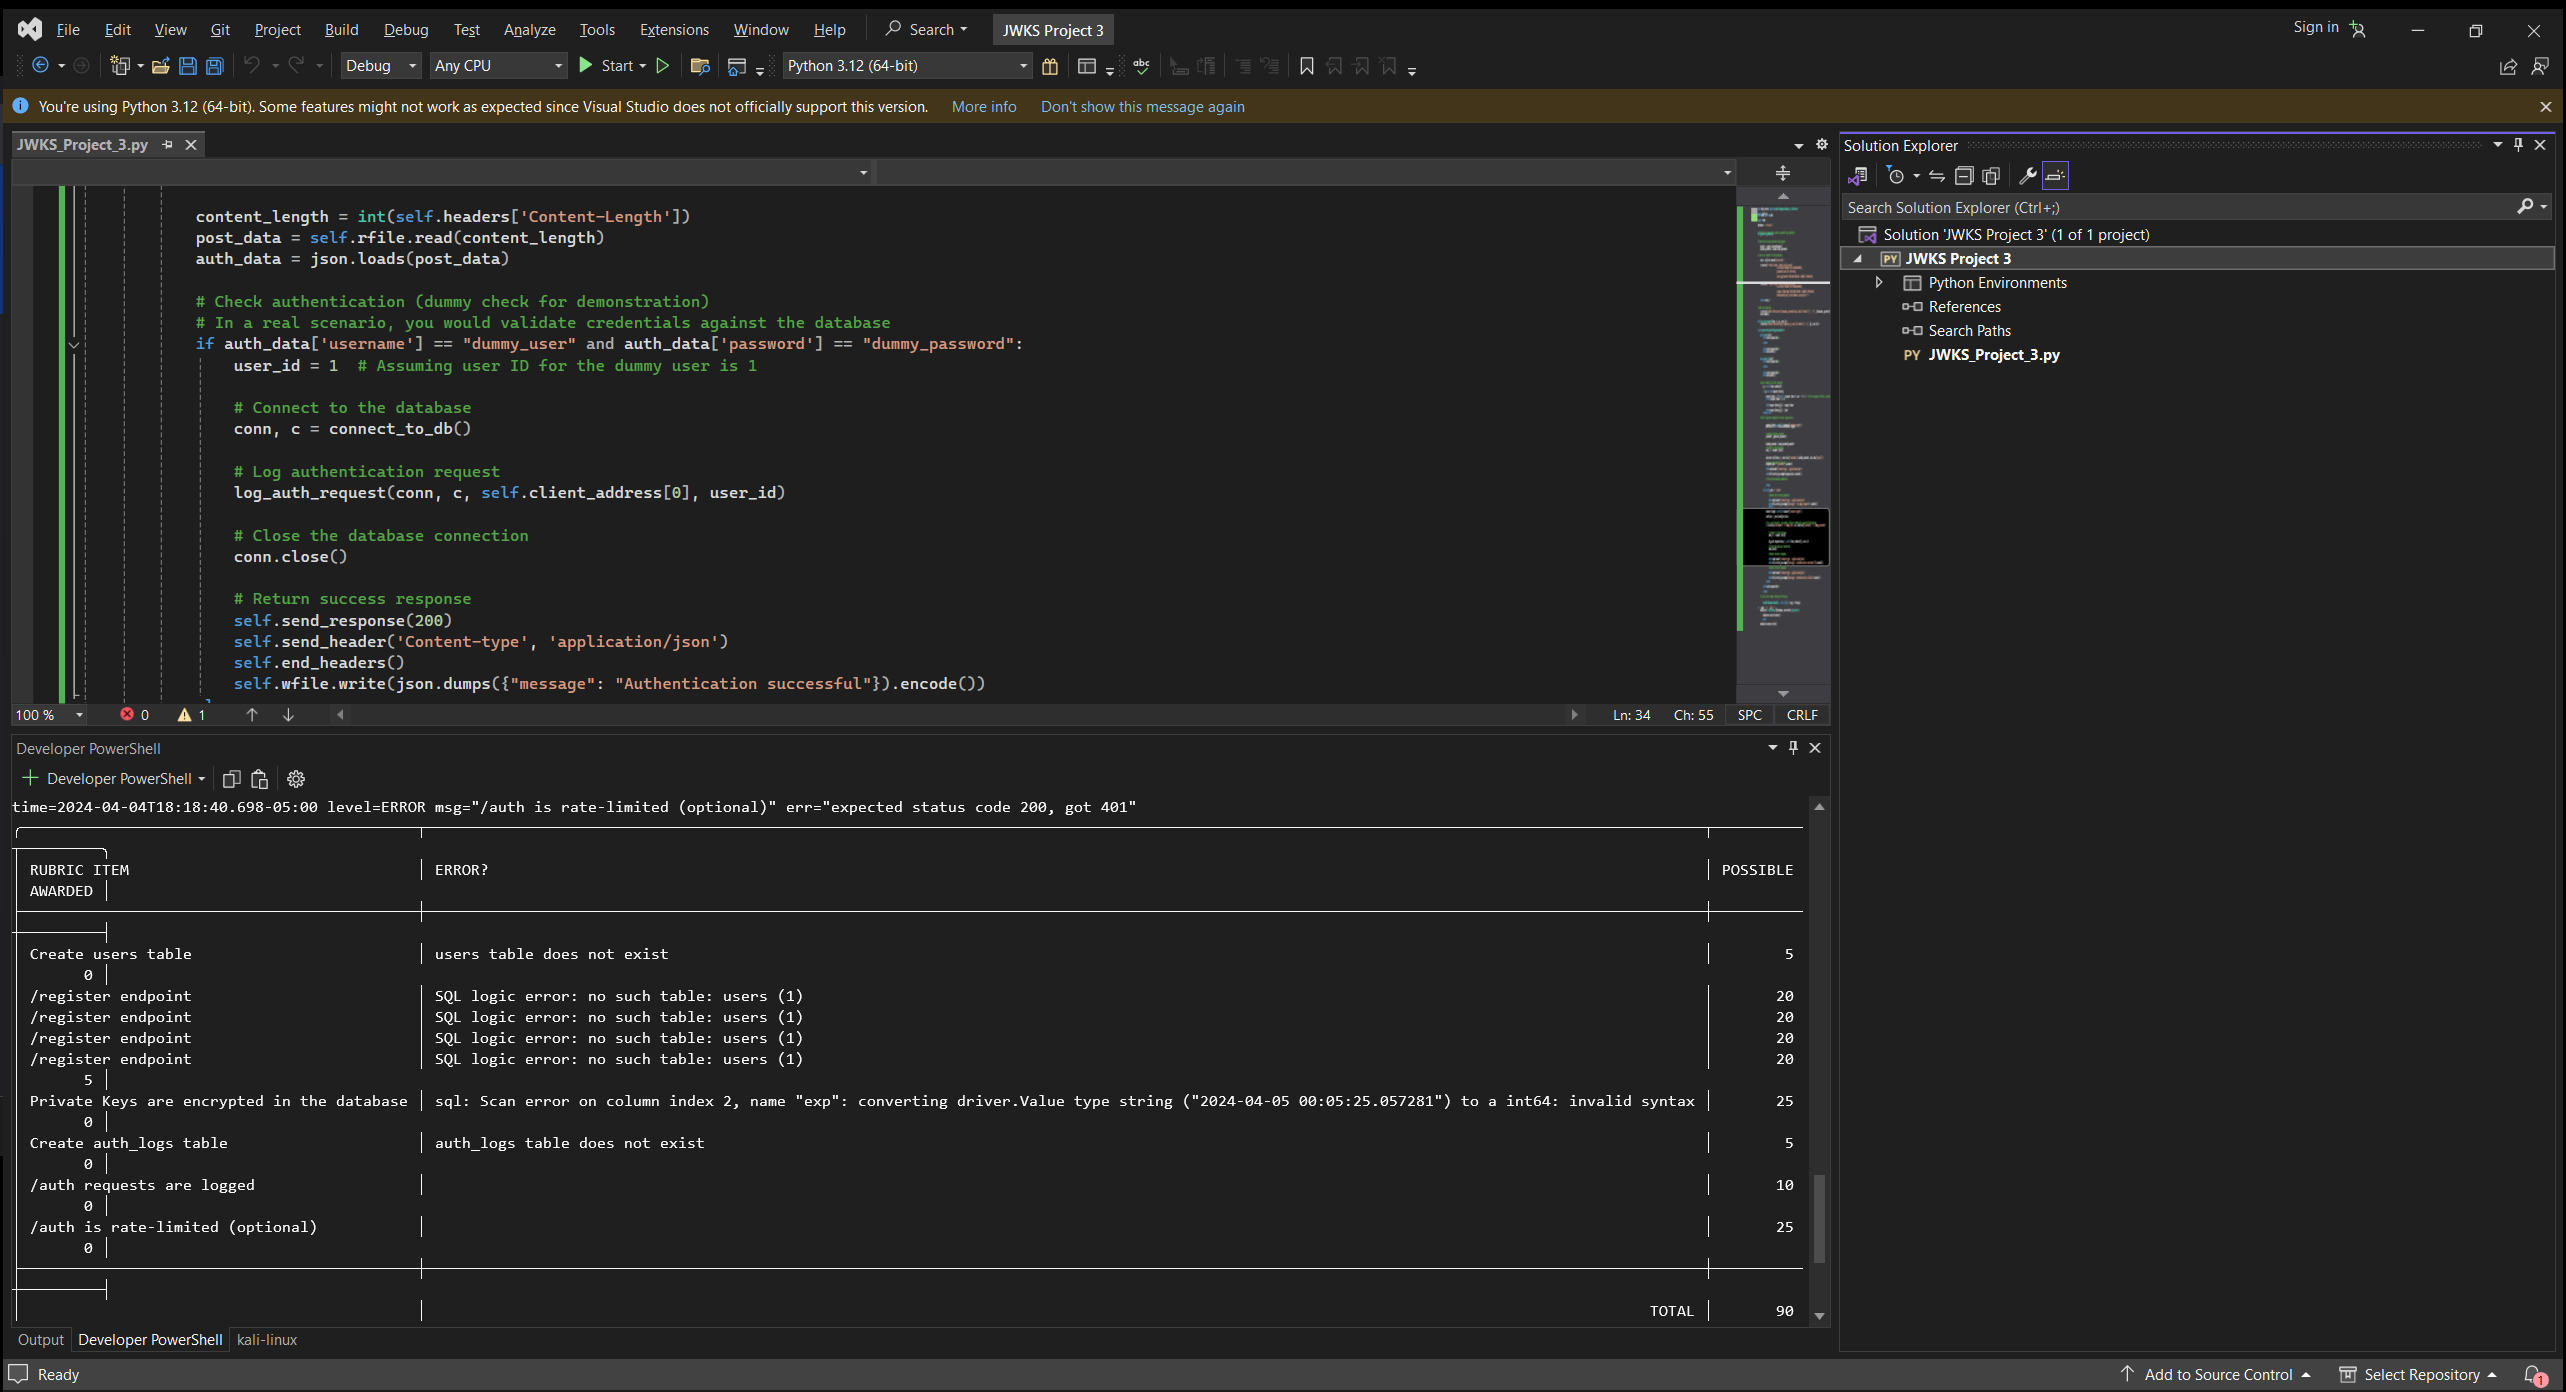 File Edit View Git Project Build Debug Test Analyze Tools Extensions Window Help Search JWKS Project 3 Sign in
Debug Any CPU Start Python 3.12 (64-bit)
You're using Python 3.12 (64-bit). Some features might not work as expected since Visual Studio does not officially support this version. More info Don't show this message again
JWKS_Project_3.py
content_length = int(self.headers['Content-Length'])
post_data = self.rfile.read(content_length)
auth_data = json.loads(post_data)
# Check authentication (dummy check for demonstration)
# In a real scenario, you would validate credentials against the database
if auth_data['username'] == "dummy_user" and auth_data['password'] == "dummy_password":
user_id = 1  # Assuming user ID for the dummy user is 1
# Connect to the database
conn, c = connect_to_db()
# Log authentication request
log_auth_request(conn, c, self.client_address[0], user_id)
# Close the database connection
conn.close()
# Return success response
self.send_response(200)
self.send_header('Content-type', 'application/json')
self.end_headers()
self.wfile.write(json.dumps({"message": "Authentication successful"}).encode())
100 % 0 1 Ln: 34 Ch: 55 SPC CRLF
Developer PowerShell
Developer PowerShell
time=2024-04-04T18:18:40.698-05:00 level=ERROR msg="/auth is rate-limited (optional)" err="expected status code 200, got 401"
RUBRIC ITEM ERROR? POSSIBLE
AWARDED
Create users table users table does not exist 5
0
/register endpoint SQL logic error: no such table: users (1) 20
/register endpoint SQL logic error: no such table: users (1) 20
/register endpoint SQL logic error: no such table: users (1) 20
/register endpoint SQL logic error: no such table: users (1) 20
5
Private Keys are encrypted in the database sql: Scan error on column index 2, name "exp": converting driver.Value type string ("2024-04-05 00:05:25.057281") to a int64: invalid syntax 25
0
Create auth_logs table auth_logs table does not exist 5
0
/auth requests are logged 10
0
/auth is rate-limited (optional) 25
0
TOTAL 90
Output Developer PowerShell kali-linux
Ready Add to Source Control Select Repository 1
Solution Explorer
Search Solution Explorer (Ctrl+;)
Solution 'JWKS Project 3' (1 of 1 project)
PY JWKS Project 3
Python Environments
References
Search Paths
PY JWKS_Project_3.py